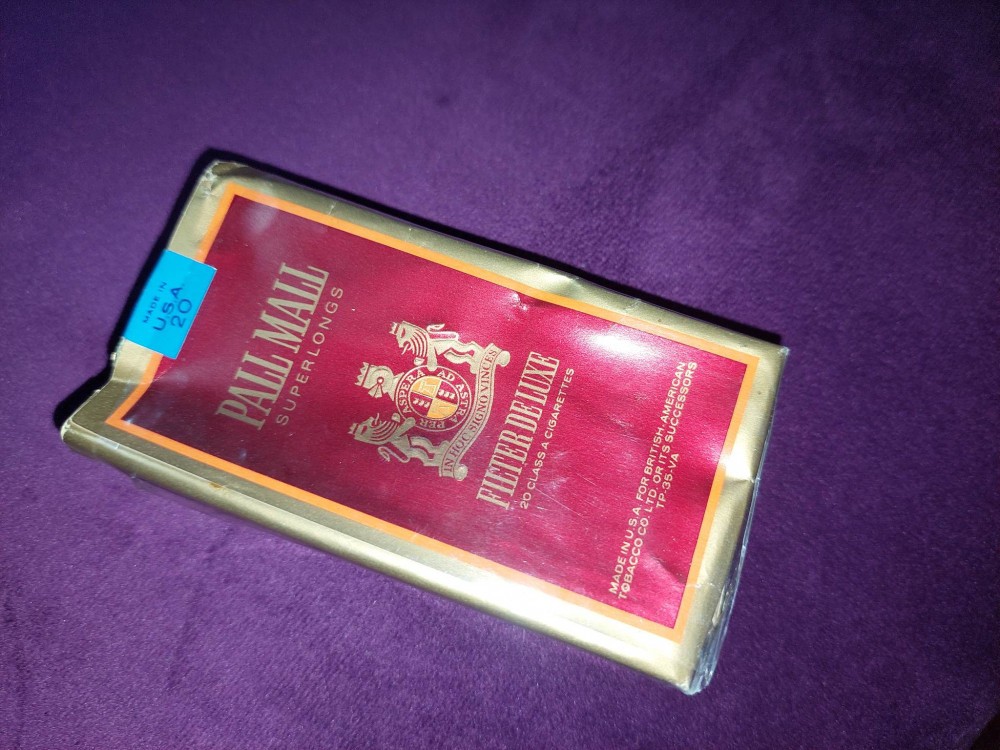 MADE IN
U.S.A.
20
PALL MALL
SUPERLONGS
PER ASPERA AD ASTRA
IN HOC SIGNO VINCES
FILTER DE LUXE
20 CLASS A CIGARETTES
MADE IN U.S.A. FOR BRITISH-AMERICAN
TOBACCO CO. LTD. OR ITS SUCCESSORS
TP-35-VA